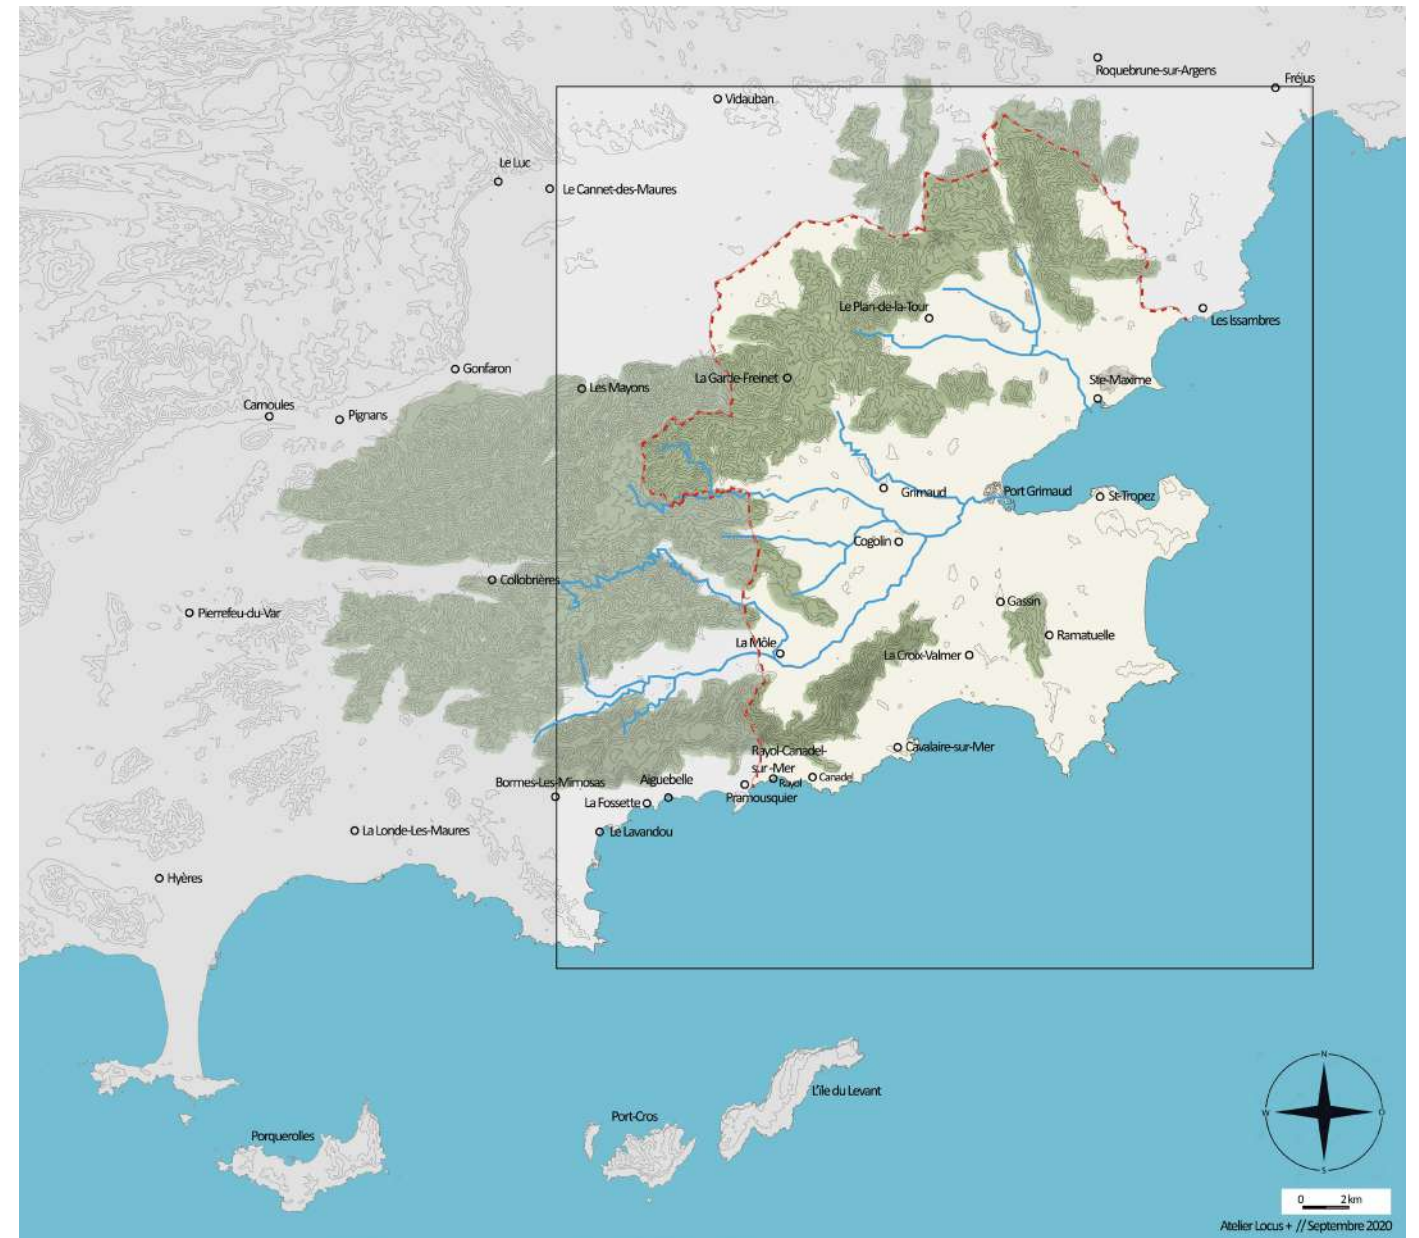 Roquebrune-sur-Argens
Fréjus
Vidauban
Le Luc
Le Cannet-des-Maures
Le Plan-de-la-Tour
Les Issambres
Gonfaron
La Garde-Freinet
Les Mayons
Ste-Maxime
Carnoules
Pignans
Grimaud
Port Grimaud
St-Tropez
Cogolin
Collobrières
Gassin
Pierrefeu-du-Var
Ramatuelle
La Môle
La Croix-Valmer
Cavalaire-sur-Mer
Rayol-Canadel-
sur-Mer
Rayol
Canadel
Bormes-Les-Mimosas
Aiguebelle
Pramousquier
La Fossette
Le Lavandou
La Londe-Les-Maures
Hyères
L'île du Levant
Port-Cros
Porquerolles
N
W
O
S
0 2 km
Atelier Locus + // Septembre 2020